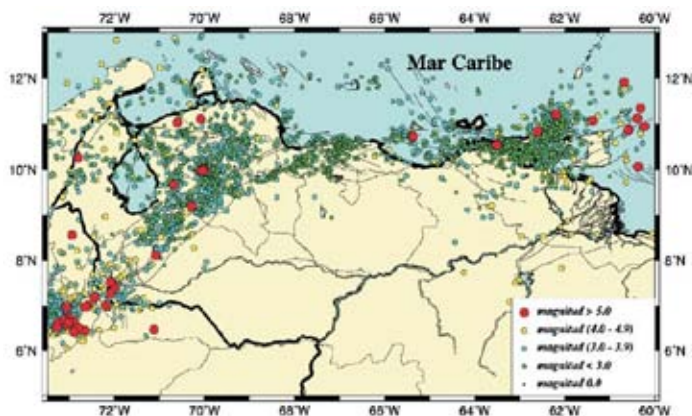 72°W 70°W 68°W 66°W 64°W 62°W 60°W
Mar Caribe
12°N 12°N
10°N 10°N
8°N 8°N
6°N 6°N
magnitud > 5.0
magnitud (4.0 - 4.9)
magnitud (3.0 - 3.9)
magnitud < 3.0
magnitud 0.0
72°W 70°W 68°W 66°W 64°W 62°W 60°W